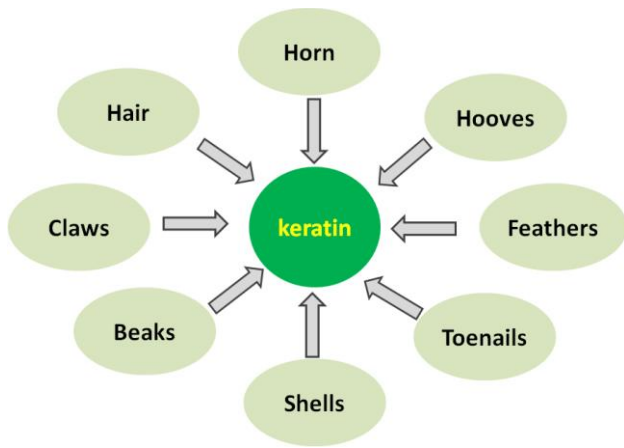 Horn
Hair
Hooves
Claws
keratin
Feathers
Beaks
Toenails
Shells